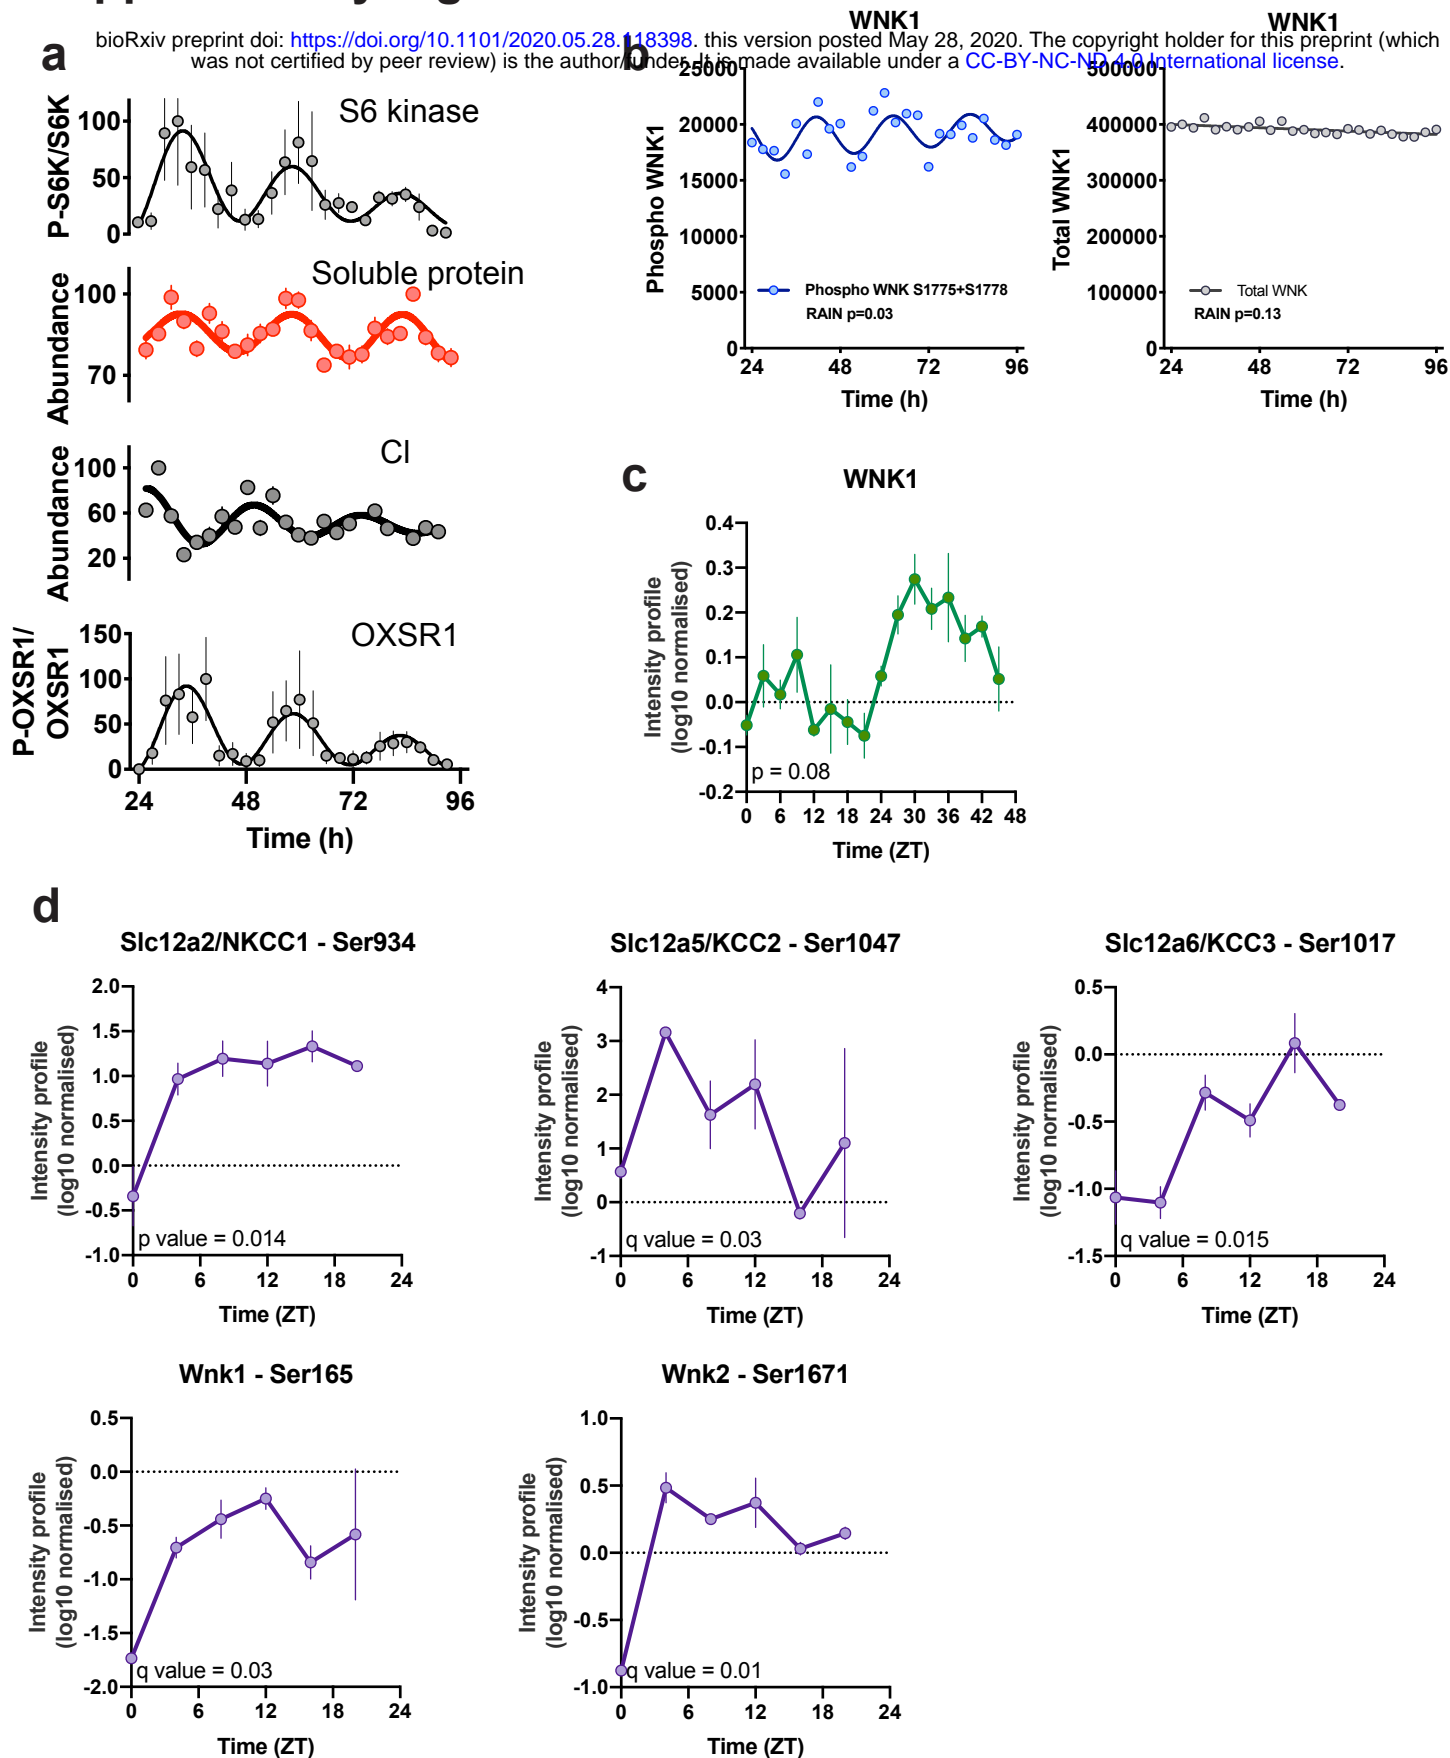 bioRxiv preprint doi: https://doi.org/10.1101/2020.05.28.118398. this version posted May 28, 2020. The copyright holder for this preprint (which
was not certified by peer review) is the author/funder. It is made available under a CC-BY-NC-ND 4.0 International license.
a
S6 kinase
P-S6K/S6K
100
50
0
Soluble protein
Abundance
100
70
Cl
Abundance
100
60
20
OXSR1
P-OXSR1/
OXSR1
150
100
50
0
24 48 72 96
Time (h)
b
WNK1
Phospho WNK1
25000
20000
15000
10000
5000
0
Phospho WNK S1775+S1778
RAIN p=0.03
24 48 72 96
Time (h)
WNK1
Total WNK1
500000
400000
300000
200000
100000
0
Total WNK
RAIN p=0.13
24 48 72 96
Time (h)
c
WNK1
Intensity profile
(log10 normalised)
0.4
0.3
0.2
0.1
0.0
-0.1
-0.2
p = 0.08
0 6 12 18 24 30 36 42 48
Time (ZT)
d
Slc12a2/NKCC1 - Ser934
Intensity profile
(log10 normalised)
2.0
1.5
1.0
0.5
0.0
-0.5
-1.0
p value = 0.014
0 6 12 18 24
Time (ZT)
Slc12a5/KCC2 - Ser1047
Intensity profile
(log10 normalised)
4
3
2
1
0
-1
q value = 0.03
0 6 12 18 24
Time (ZT)
Slc12a6/KCC3 - Ser1017
Intensity profile
(log10 normalised)
0.5
0.0
-0.5
-1.0
-1.5
q value = 0.015
0 6 12 18 24
Time (ZT)
Wnk1 - Ser165
Intensity profile
(log10 normalised)
0.5
0.0
-0.5
-1.0
-1.5
-2.0
q value = 0.03
0 6 12 18 24
Time (ZT)
Wnk2 - Ser1671
Intensity profile
(log10 normalised)
1.0
0.5
0.0
-0.5
-1.0
q value = 0.01
0 6 12 18 24
Time (ZT)